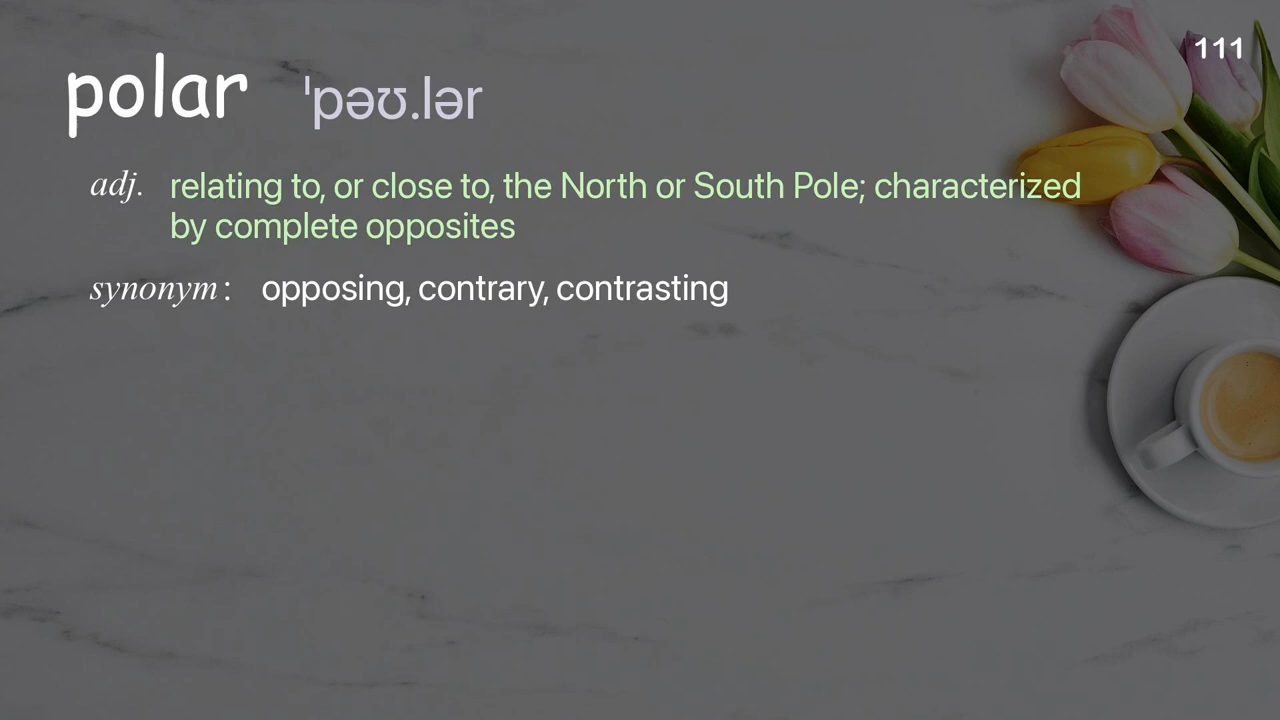 111
polar ˈpəʊ.lər
adj. relating to, or close to, the North or South Pole; characterized
by complete opposites
synonym: opposing, contrary, contrasting